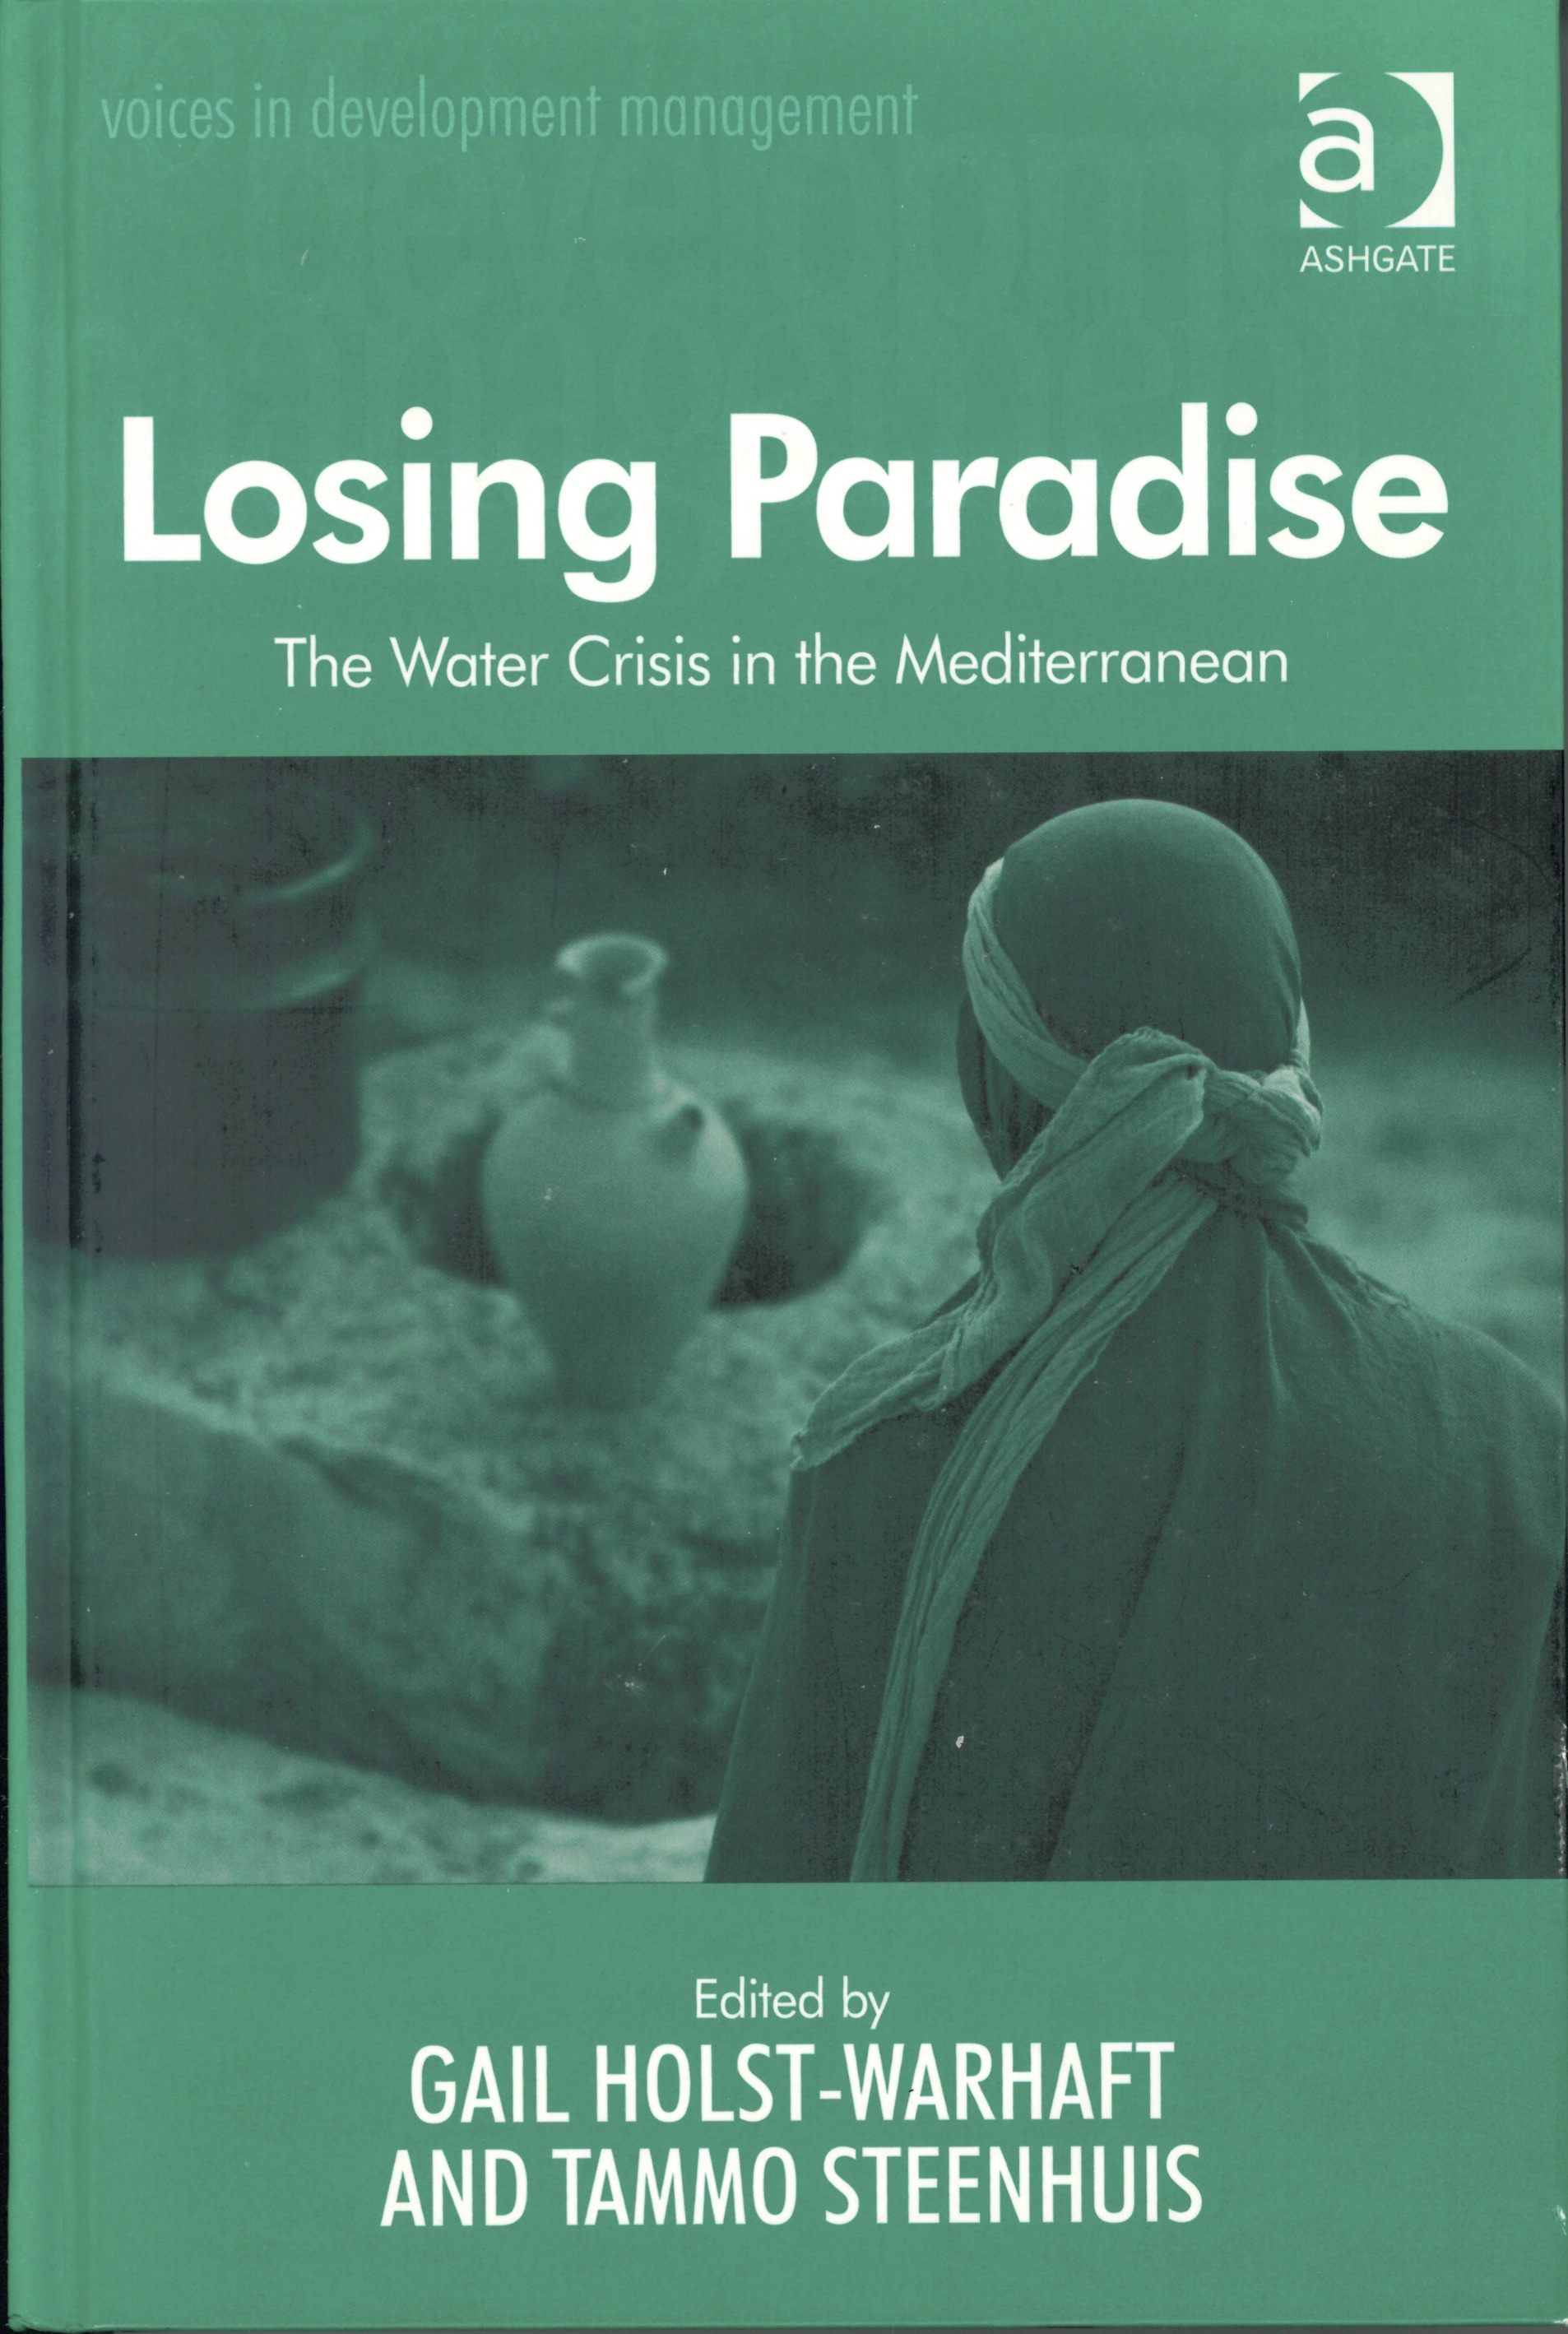 voices in development management
a
ASHGATE
Losing Paradise
The Water Crisis in the Mediterranean
Edited by
GAIL HOLST-WARHAFT
AND TAMMO STEENHUIS